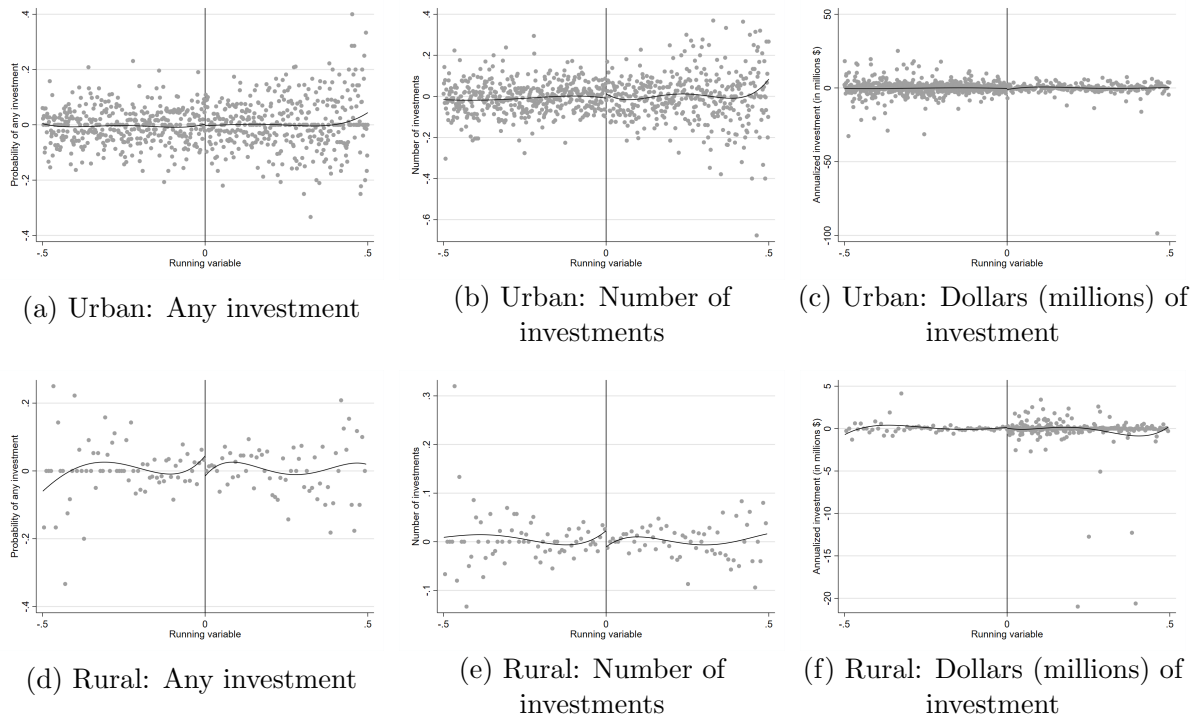 Probability of any investment
.4
.2
0
-.2
-.4
-.5
0
.5
Running variable
(a) Urban: Any investment
Number of investments
.4
.2
0
-.2
-.4
-.6
-.5
0
.5
Running variable
(b) Urban: Number of
investments
Annualized investment (in millions $)
50
0
-50
-100
-.5
0
.5
Running variable
(c) Urban: Dollars (millions) of
investment
Probability of any investment
.2
0
-.2
-.4
-.5
0
.5
Running variable
(d) Rural: Any investment
Number of investments
.3
.2
.1
0
-.1
-.5
0
.5
Running variable
(e) Rural: Number of
investments
Annualized investment (in millions $)
5
0
-5
-10
-15
-20
-.5
0
.5
Running variable
(f) Rural: Dollars (millions) of
investment